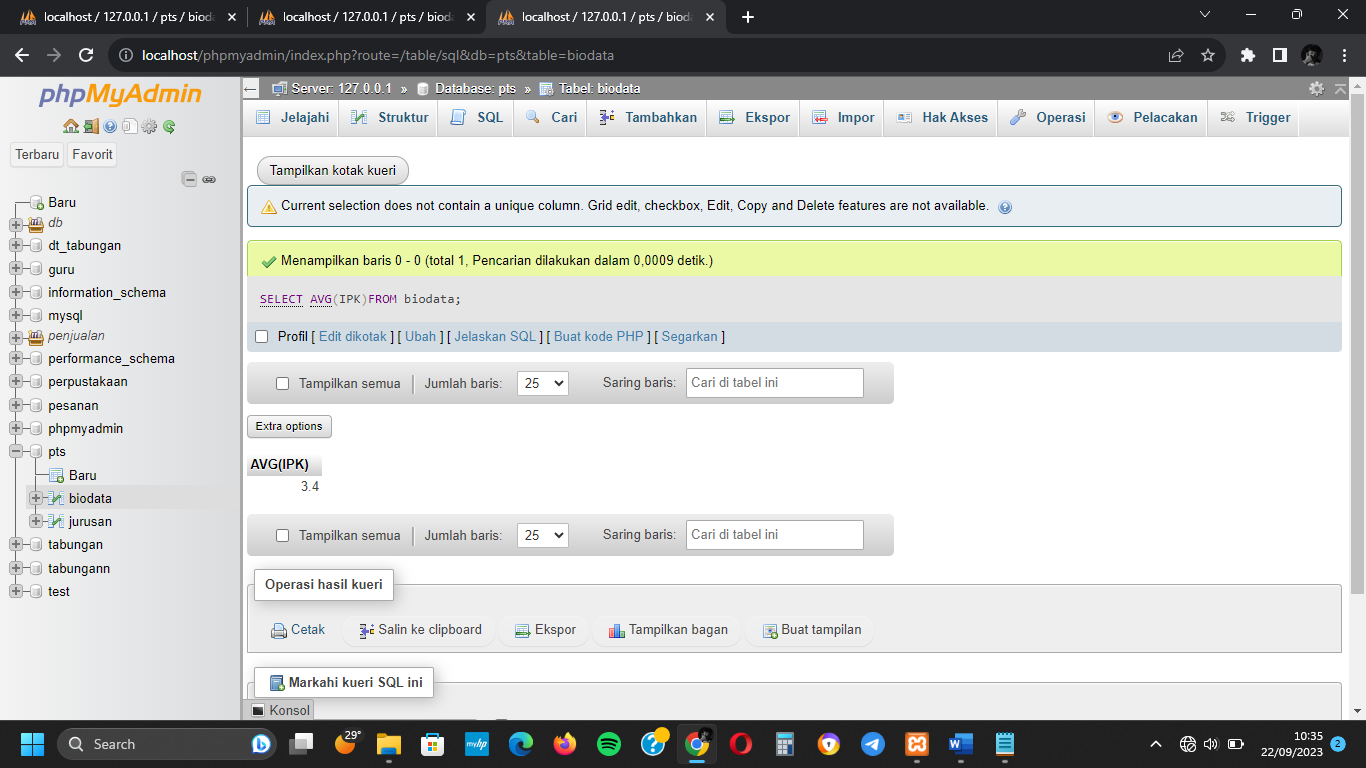 localhost / 127.0.0.1 / pts / biod
localhost / 127.0.0.1 / pts / biod
localhost / 127.0.0.1 / pts / biod
localhost/phpmyadmin/index.php?route=/table/sql&db=pts&table=biodata
phpMyAdmin
Terbaru
Favorit
Baru
db
dt_tabungan
guru
information_schema
mysql
penjualan
performance_schema
perpustakaan
pesanan
phpmyadmin
pts
Baru
biodata
jurusan
tabungan
tabungann
test
Server: 127.0.0.1 » Database: pts » Tabel: biodata
Jelajahi Struktur SQL Cari Tambahkan Ekspor Impor Hak Akses Operasi Pelacakan Trigger
Tampilkan kotak kueri
Current selection does not contain a unique column. Grid edit, checkbox, Edit, Copy and Delete features are not available.
Menampilkan baris 0 - 0 (total 1, Pencarian dilakukan dalam 0,0009 detik.)
SELECT AVG(IPK)FROM biodata;
Profil [ Edit dikotak ] [ Ubah ] [ Jelaskan SQL ] [ Buat kode PHP ] [ Segarkan ]
Tampilkan semua Jumlah baris: 25 Saring baris: Cari di tabel ini
Extra options
AVG(IPK)
3.4
Tampilkan semua Jumlah baris: 25 Saring baris: Cari di tabel ini
Operasi hasil kueri
Cetak Salin ke clipboard Ekspor Tampilkan bagan Buat tampilan
Markahi kueri SQL ini
Konsol
Search
29°
myhp
10:35
22/09/2023
2